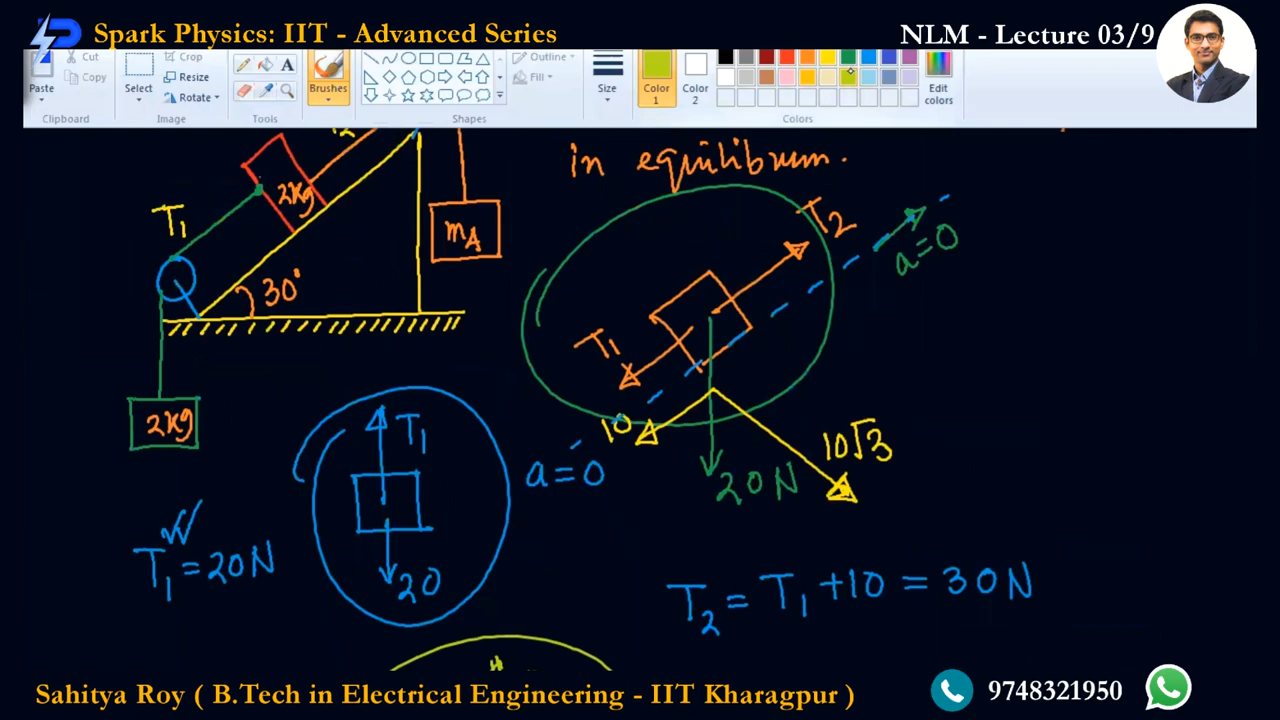 Spark Physics: IIT - Advanced Series
NLM - Lecture 03/9
Paste
Cut
Copy
Clipboard
Select
Crop
Resize
Rotate
Image
A
Tools
Brushes
Shapes
Outline
Fill
Size
Color
1
Color
2
Edit
colors
Colors
in equilibrum.
T1
2Kg
mA
30°
2Kg
T2
a=0
T1
10
10√3
20N
T1
20
a=0
T1=20N
T2 = T1+10 = 30N
Sahitya Roy ( B.Tech in Electrical Engineering - IIT Kharagpur )
9748321950